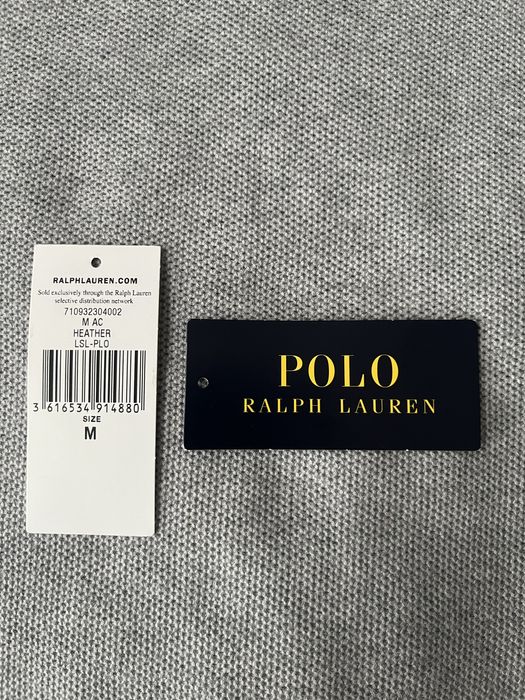 RALPHLAUREN.COM
Sold exclusively through the Ralph Lauren
selective distribution network
710932304002
M AC
HEATHER
LSL-PLO
3 616534 914880
SIZE
M
POLO
RALPH LAUREN